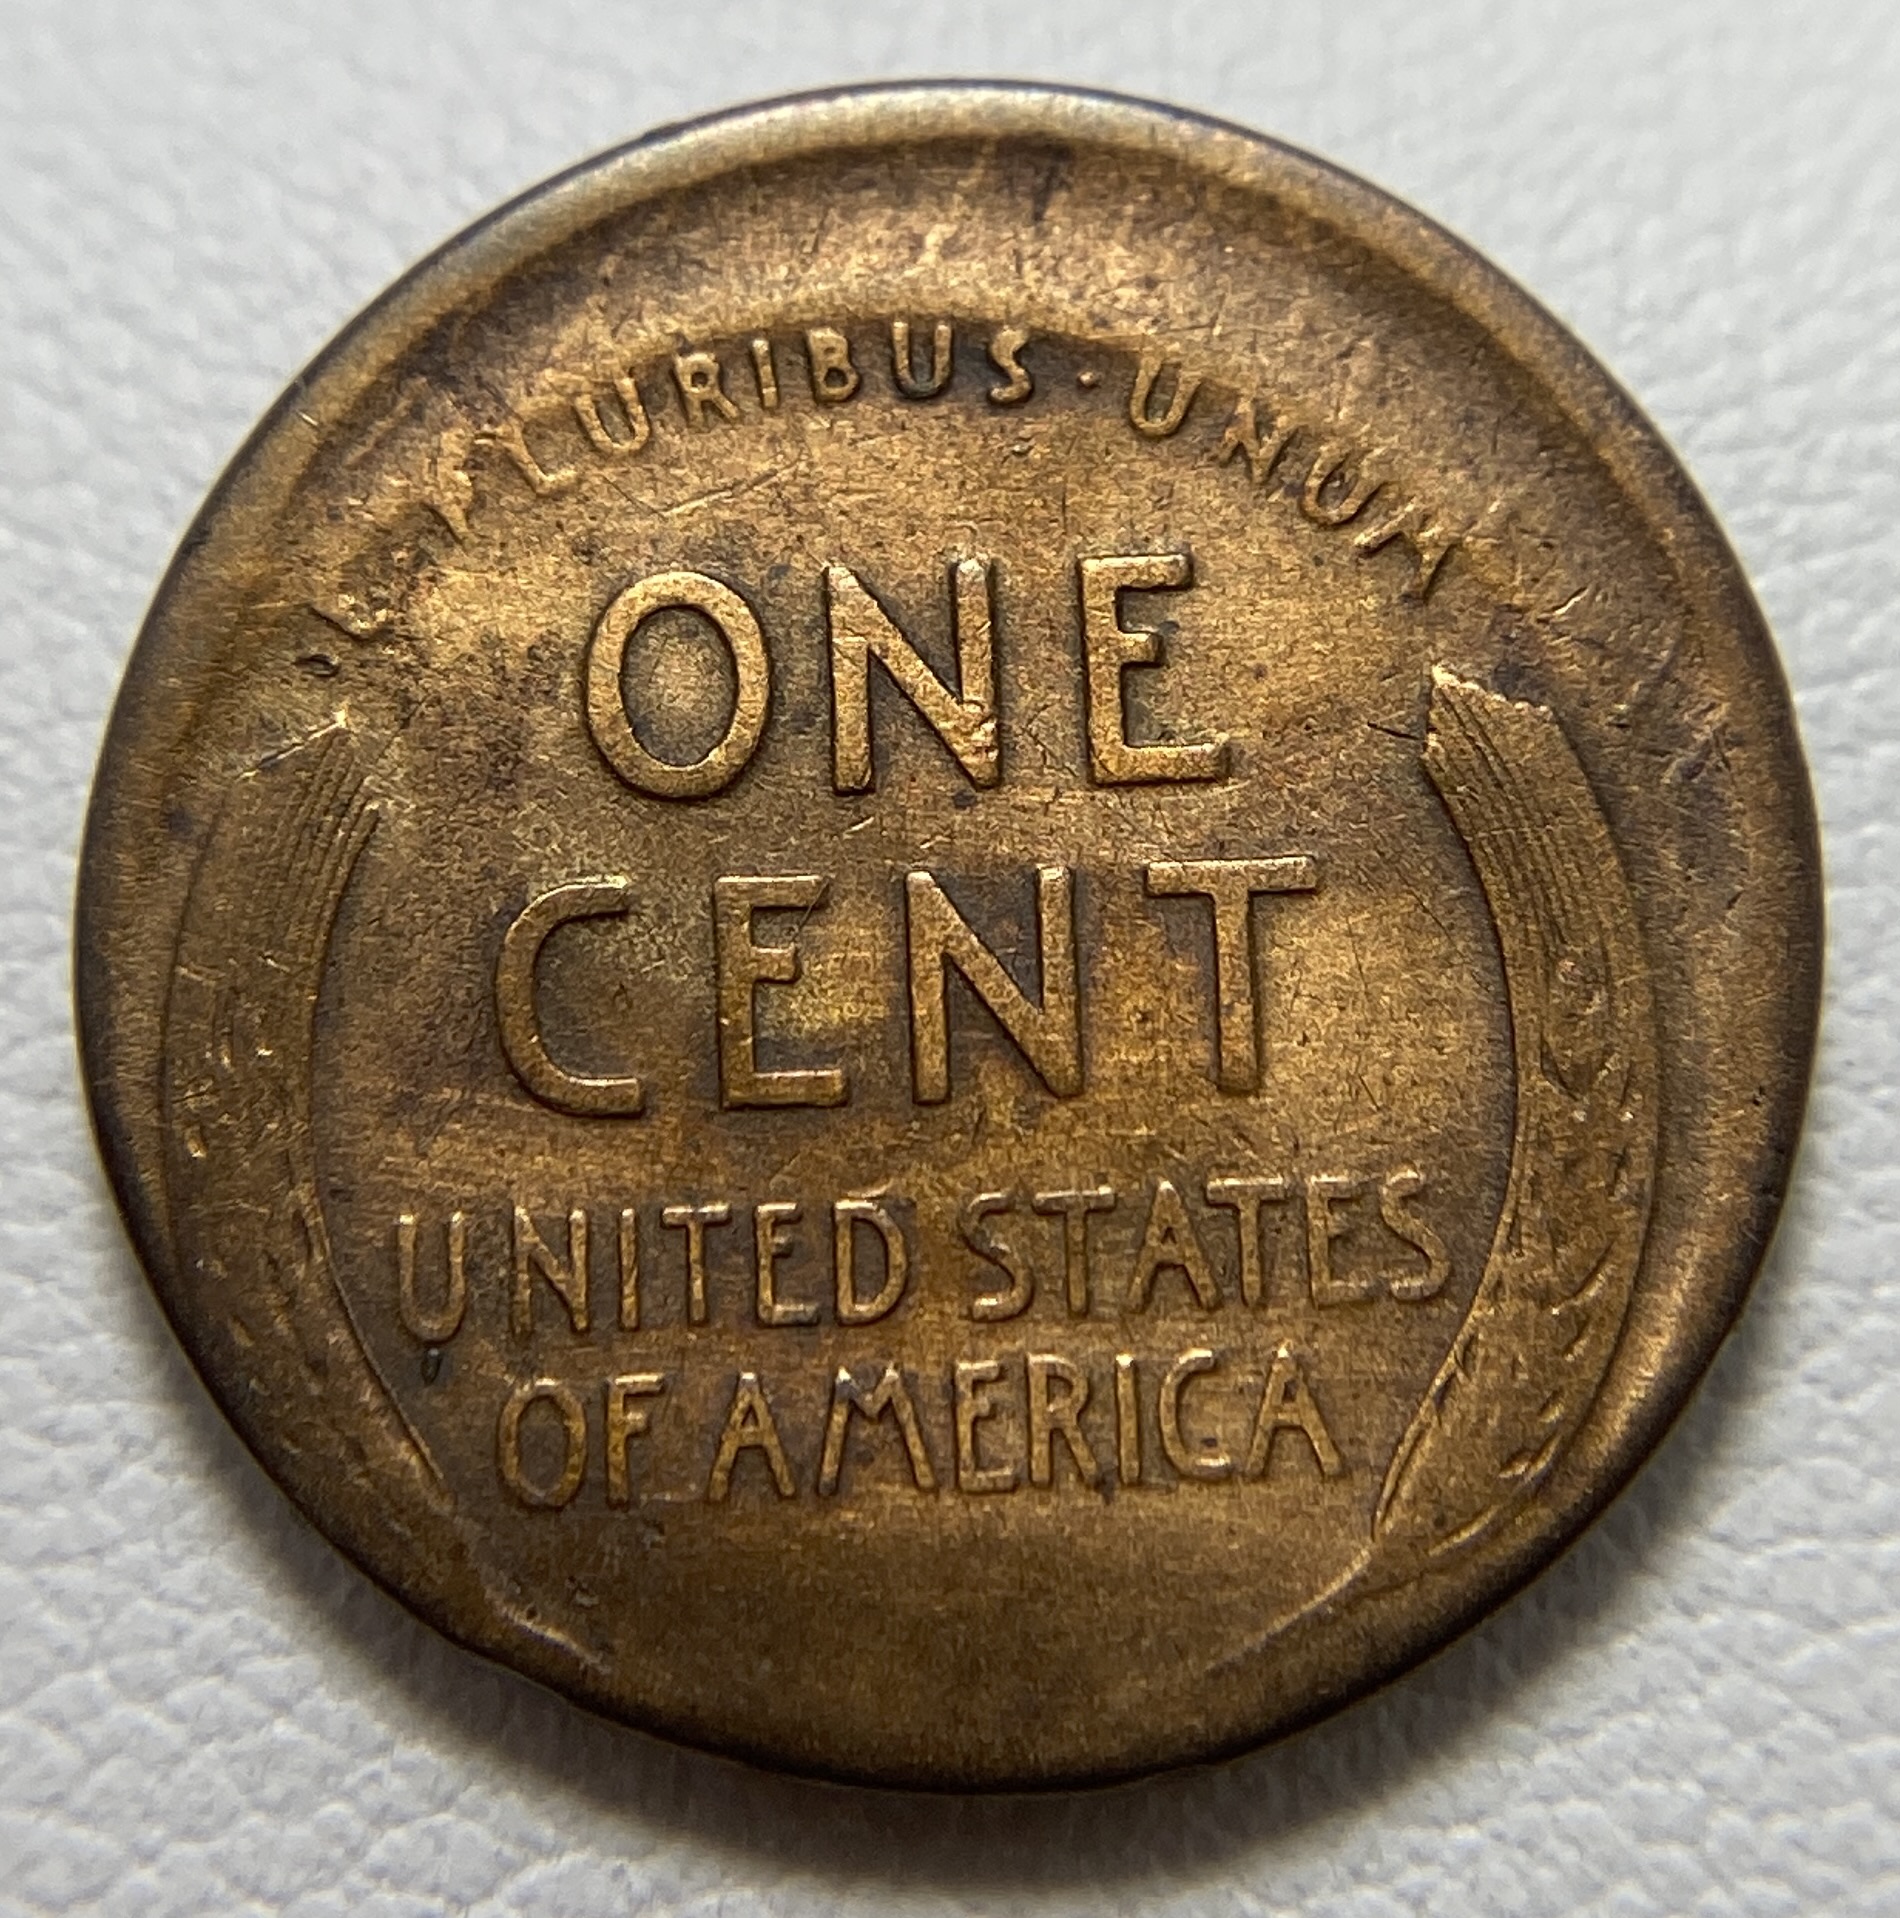 E PLURIBUS · UNUM
ONE
CENT
UNITED STATES
OF AMERICA